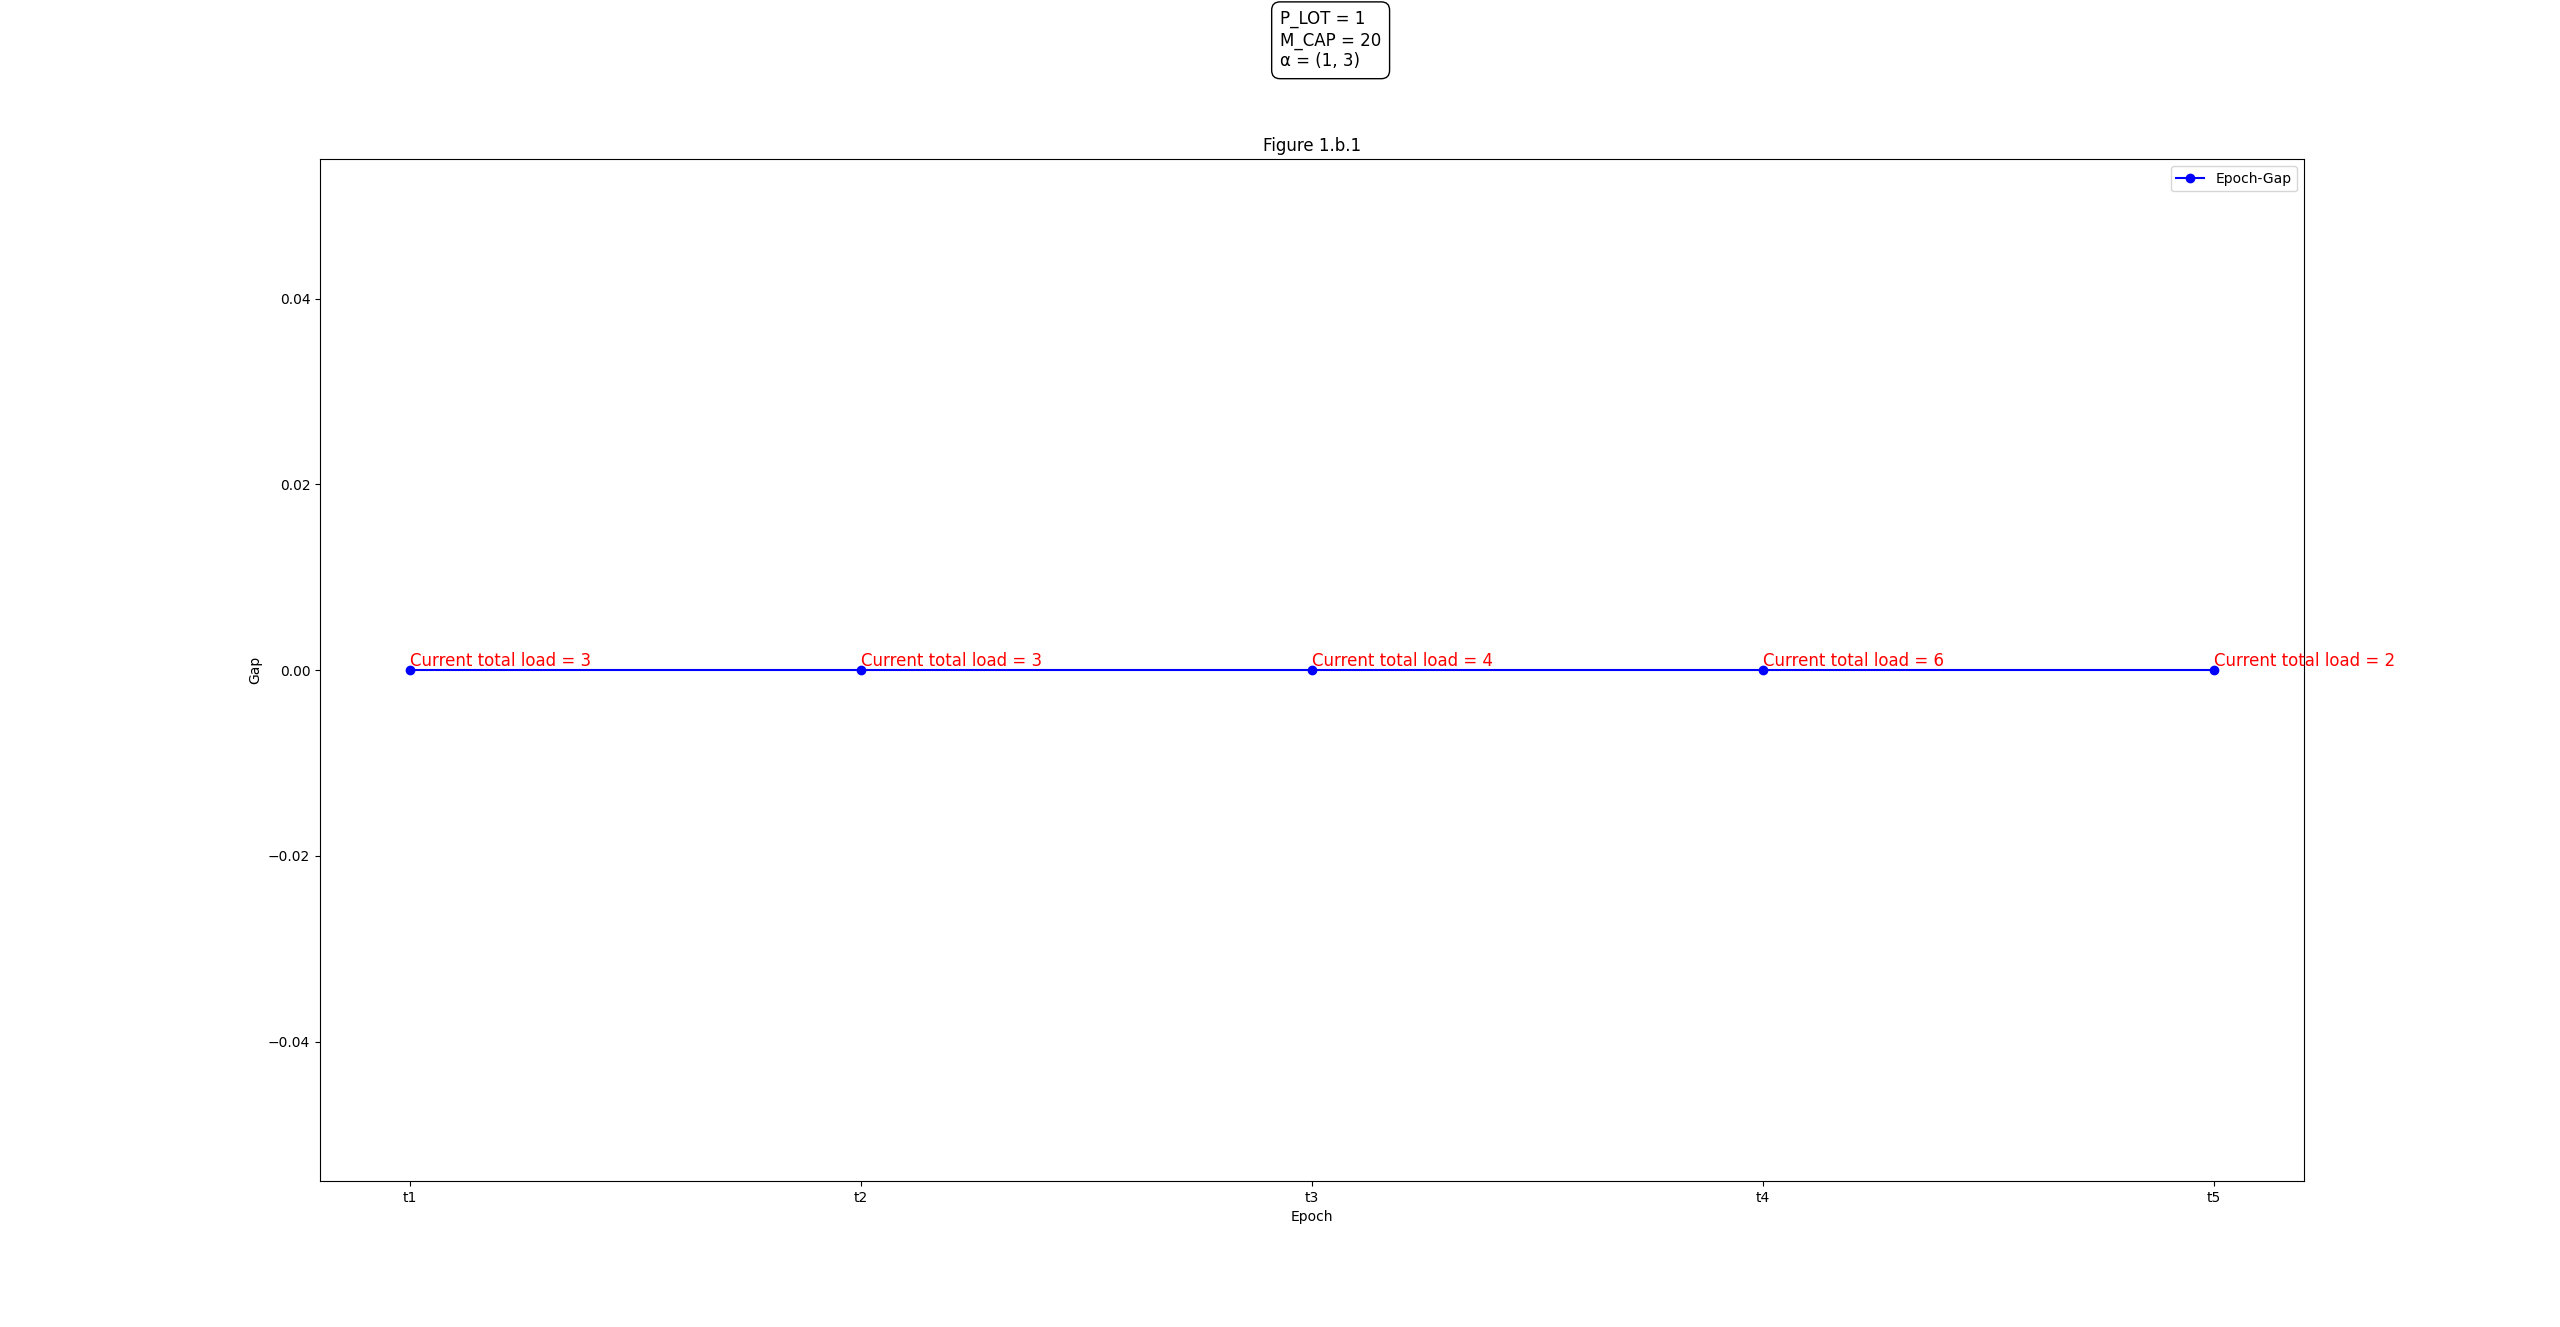 P_LOT = 1
M_CAP = 20
α = (1, 3)
Figure 1.b.1
Epoch-Gap
0.04
0.02
0.00
−0.02
−0.04
Gap
Current total load = 3
Current total load = 3
Current total load = 4
Current total load = 6
Current total load = 2
t1
t2
t3
t4
t5
Epoch